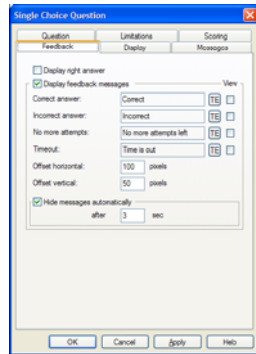 Single Choice Question
Question Limitations Scoring
Feedback Display Messages
Display right answer
Display feedback messages View
Correct answer: Correct TE
Incorrect answer: Incorrect TE
No more attempts: No more attempts left TE
Timeout: Time is out TE
Offset horizontal: 100 pixels
Offset vertical: 50 pixels
Hide messages automatically
after 3 sec
OK Cancel Apply Help